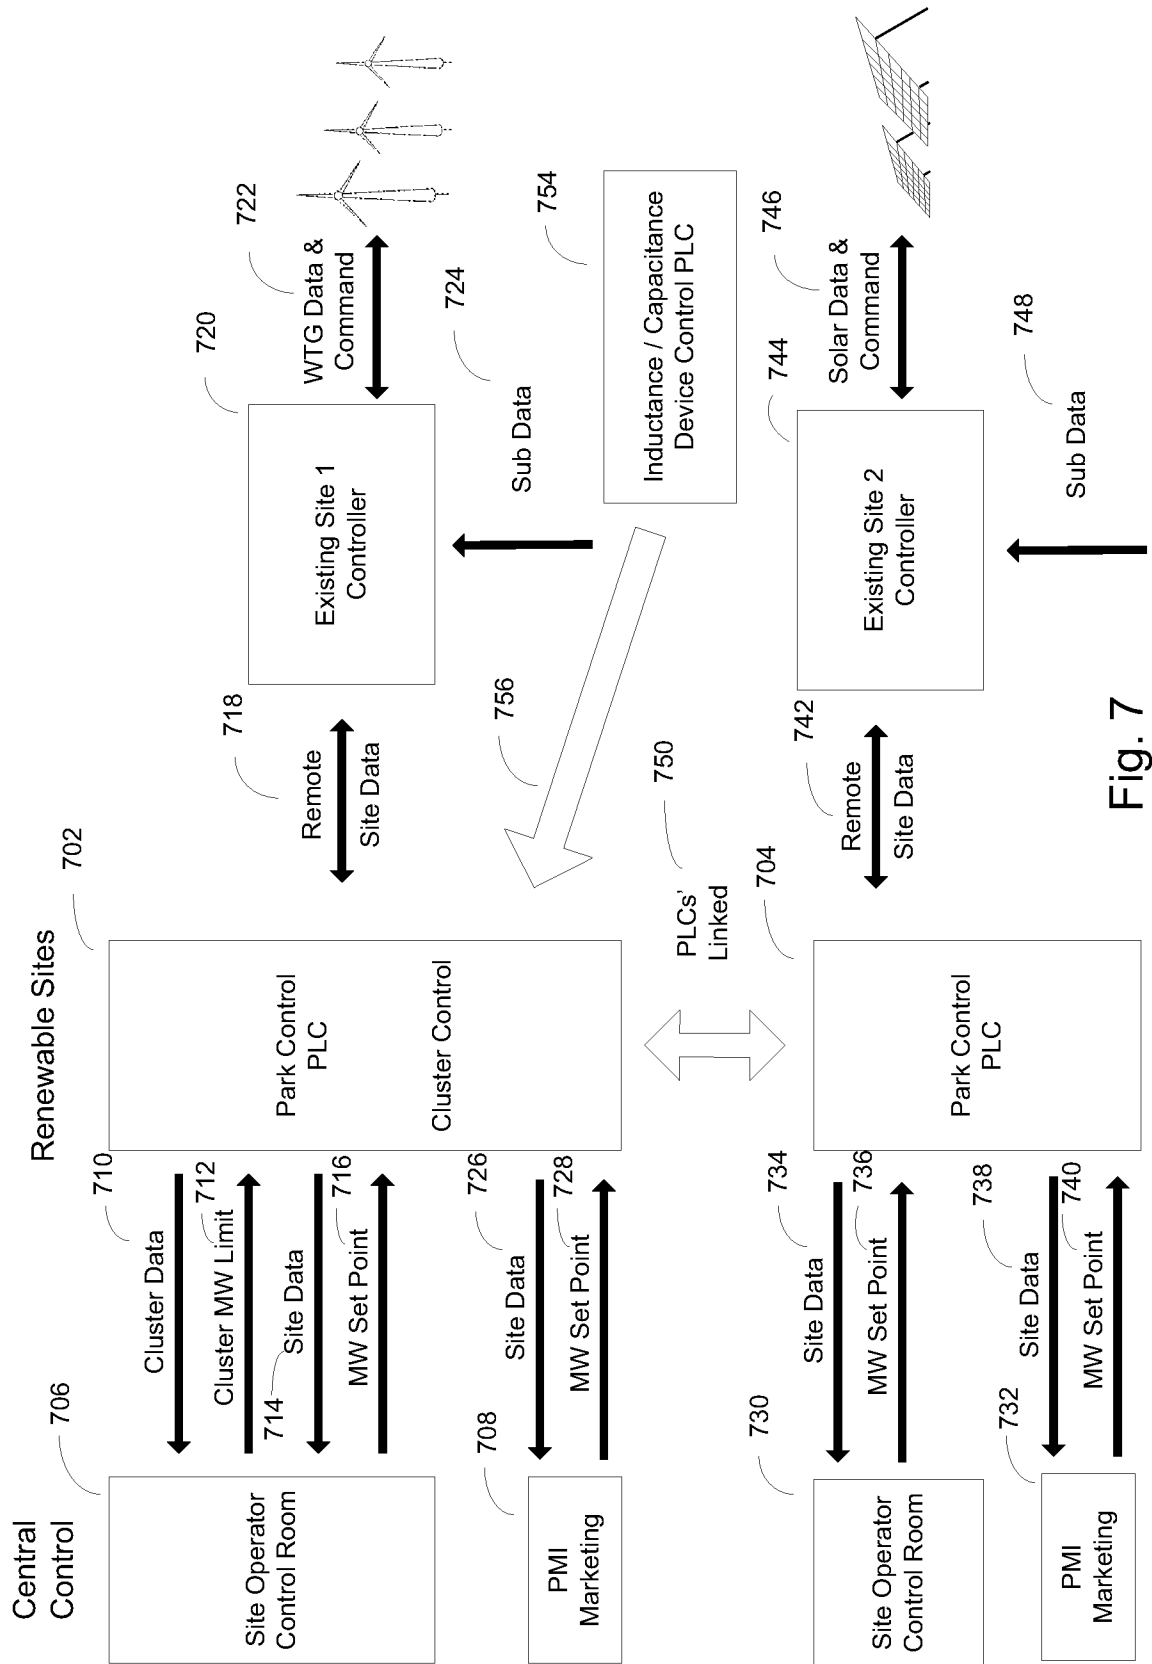 Central
Control
Renewable Sites
706
Site Operator
Control Room
710
Cluster Data
712
Cluster MW Limit
714
Site Data
716
MW Set Point
702
Park Control
PLC
Cluster Control
718
Remote
Site Data
720
Existing Site 1
Controller
722
WTG Data &
Command
724
Sub Data
708
PMI
Marketing
726
Site Data
728
MW Set Point
756
750
PLCs'
Linked
754
Inductance / Capacitance
Device Control PLC
730
Site Operator
Control Room
734
Site Data
736
MW Set Point
704
Park Control
PLC
742
Remote
Site Data
744
Existing Site 2
Controller
746
Solar Data &
Command
748
Sub Data
732
PMI
Marketing
738
Site Data
740
MW Set Point
Fig. 7